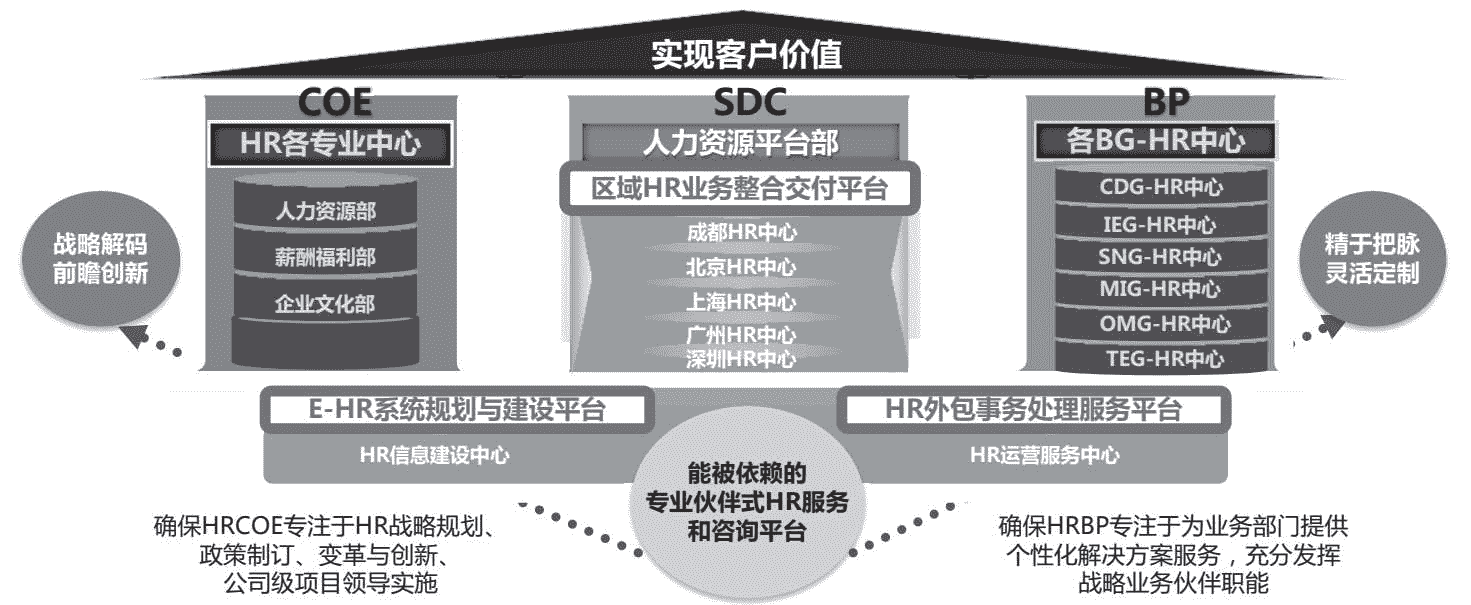 实现客户价值
COE
HR各专业中心
人力资源部
薪酬福利部
企业文化部
战略解码
前瞻创新
SDC
人力资源平台部
区域HR业务整合交付平台
成都HR中心
北京HR中心
上海HR中心
广州HR中心
深圳HR中心
BP
各BG-HR中心
CDG-HR中心
IEG-HR中心
SNG-HR中心
MIG-HR中心
OMG-HR中心
TEG-HR中心
精于把脉
灵活定制
E-HR系统规划与建设平台
HR信息建设中心
HR外包事务处理服务平台
HR运营服务中心
能被依赖的
专业伙伴式HR服务
和咨询平台
确保HRCOE专注于HR战略规划、
政策制订、变革与创新、
公司级项目领导实施
确保HRBP专注于为业务部门提供
个性化解决方案服务，充分发挥
战略业务伙伴职能